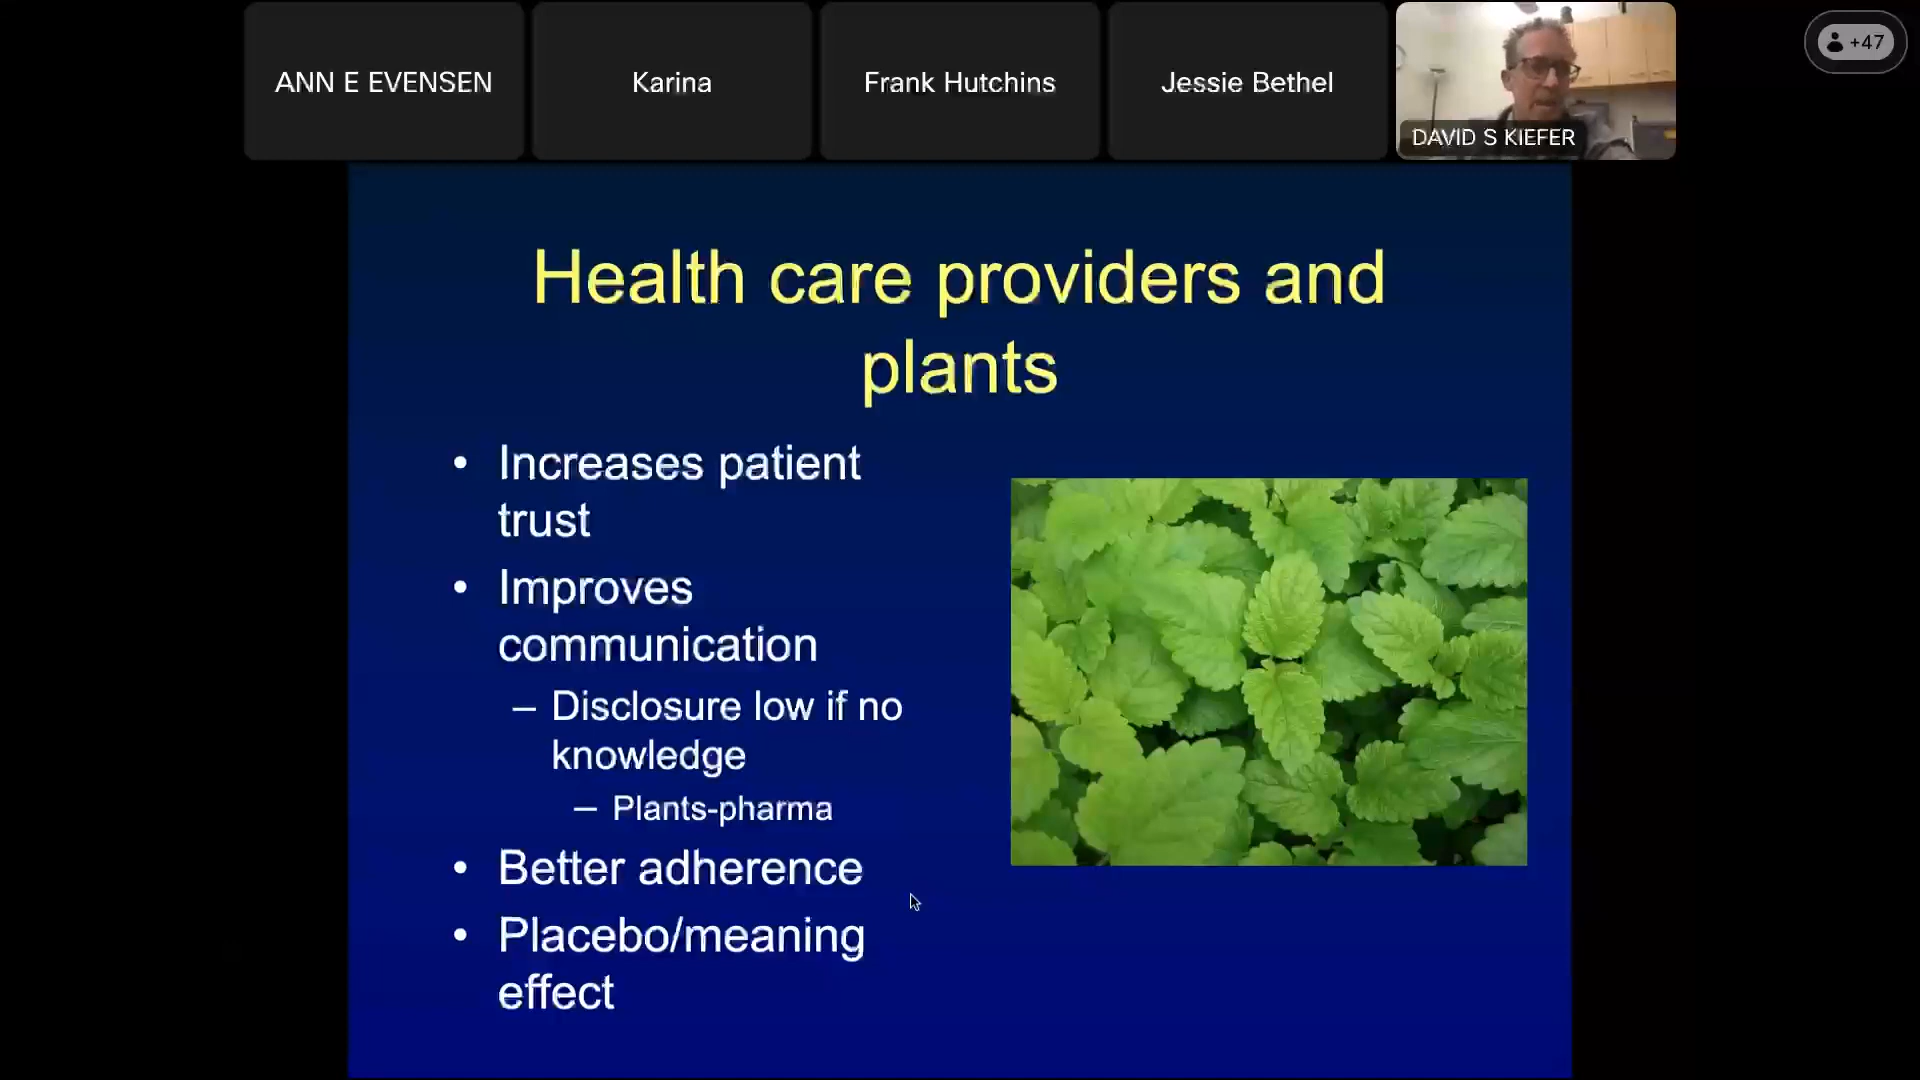 ANN E EVENSEN
Karina
Frank Hutchins
Jessie Bethel
DAVID S KIEFER
+47
Health care providers and
plants
• Increases patient
trust
• Improves
communication
– Disclosure low if no
knowledge
– Plants-pharma
• Better adherence
• Placebo/meaning
effect